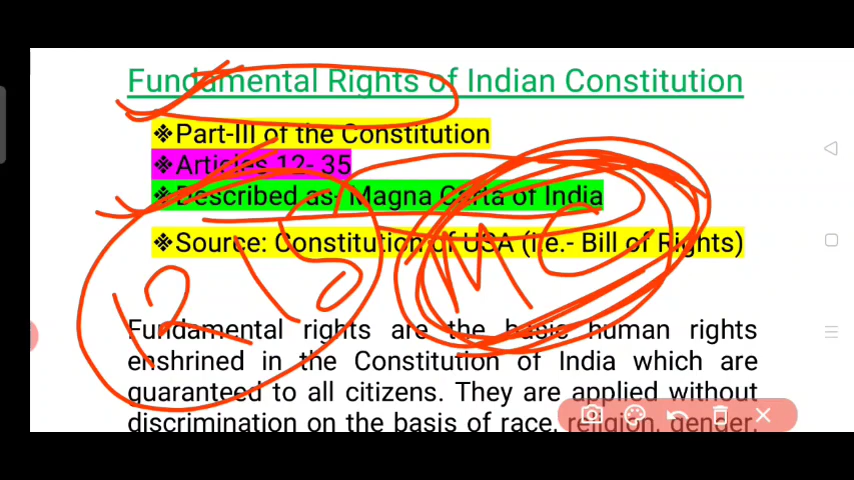 Fundamental Rights of Indian Constitution
❖Part-III of the Constitution
❖Articles 12- 35
❖Described as- Magna Carta of India
❖Source: Constitution of USA (i.e.- Bill of Rights)
12-15
MC
Fundamental rights are the basic human rights
enshrined in the Constitution of India which are
guaranteed to all citizens. They are applied without
discrimination on the basis of race, religion, gender,